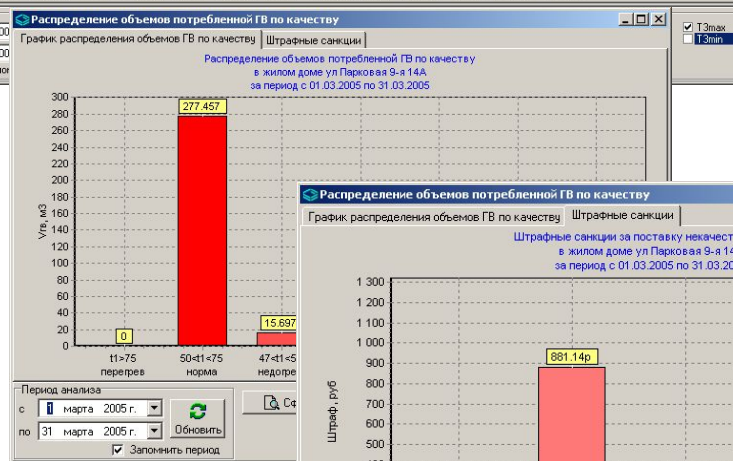 Распределение объемов потребленной ГВ по качеству
График распределения объемов ГВ по качеству
Штрафные санкции
Распределение объемов потребленной ГВ по качеству
в жилом доме ул Парковая 9-я 14А
за период с 01.03.2005 по 31.03.2005
T3max
T3min
Vгв, м3
300
280
260
240
220
200
180
160
140
120
100
80
60
40
20
0
277.457
0
15.697
t1>75
перегрев
50<t1<75
норма
47<t1<5
недогре
Период анализа
с 1 марта 2005 г.
по 31 марта 2005 г.
Обновить
Запомнить период
Сф
Распределение объемов потребленной ГВ по качеству
График распределения объемов ГВ по качеству
Штрафные санкции
Штрафные санкции за поставку некачест
в жилом доме ул Парковая 9-я 14
за период с 01.03.2005 по 31.03.20
Штраф, руб
1 300
1 200
1 100
1 000
900
800
700
600
500
881.14р